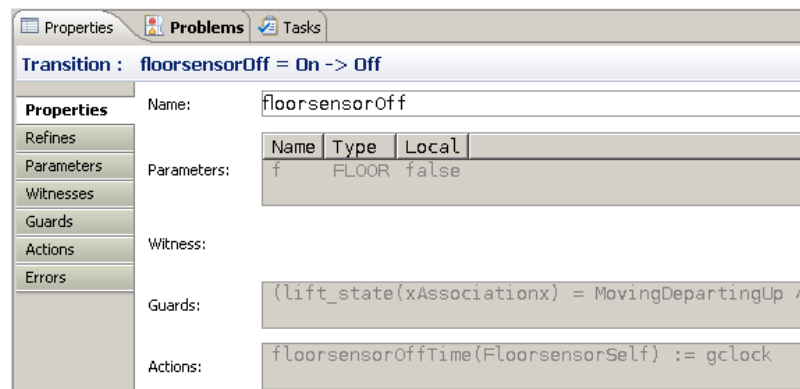 Properties Problems Tasks
Transition : floorsensorOff = On -> Off
Properties
Refines
Parameters
Witnesses
Guards
Actions
Errors
Name: floorsensorOff
Name Type Local
Parameters: f FLOOR false
Witness:
Guards: (lift_state(xAssociationx) = MovingDepartingUp
Actions: floorsensorOffTime(FloorsensorSelf) := gclock